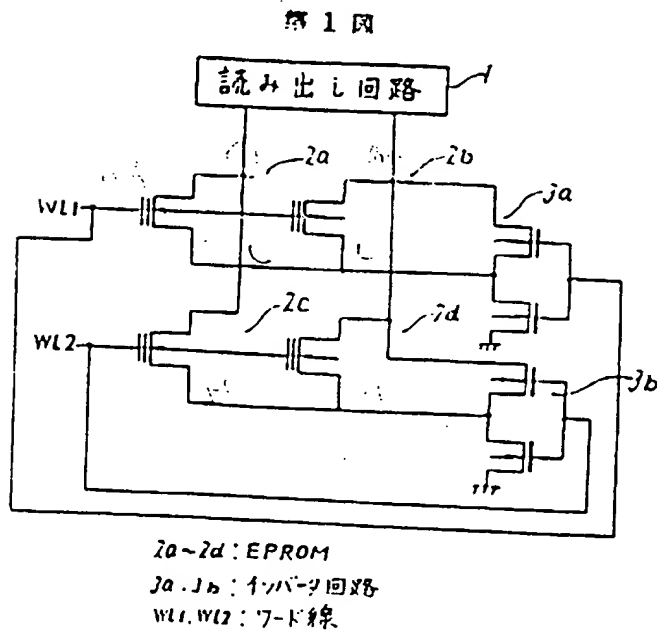 第 1 図
読み出し回路
1
2a
2b
3a
WL1
2c
2d
WL2
3b
2a~2d : EPROM
3a, 3b : インバータ回路
WL1, WL2 : ワード線